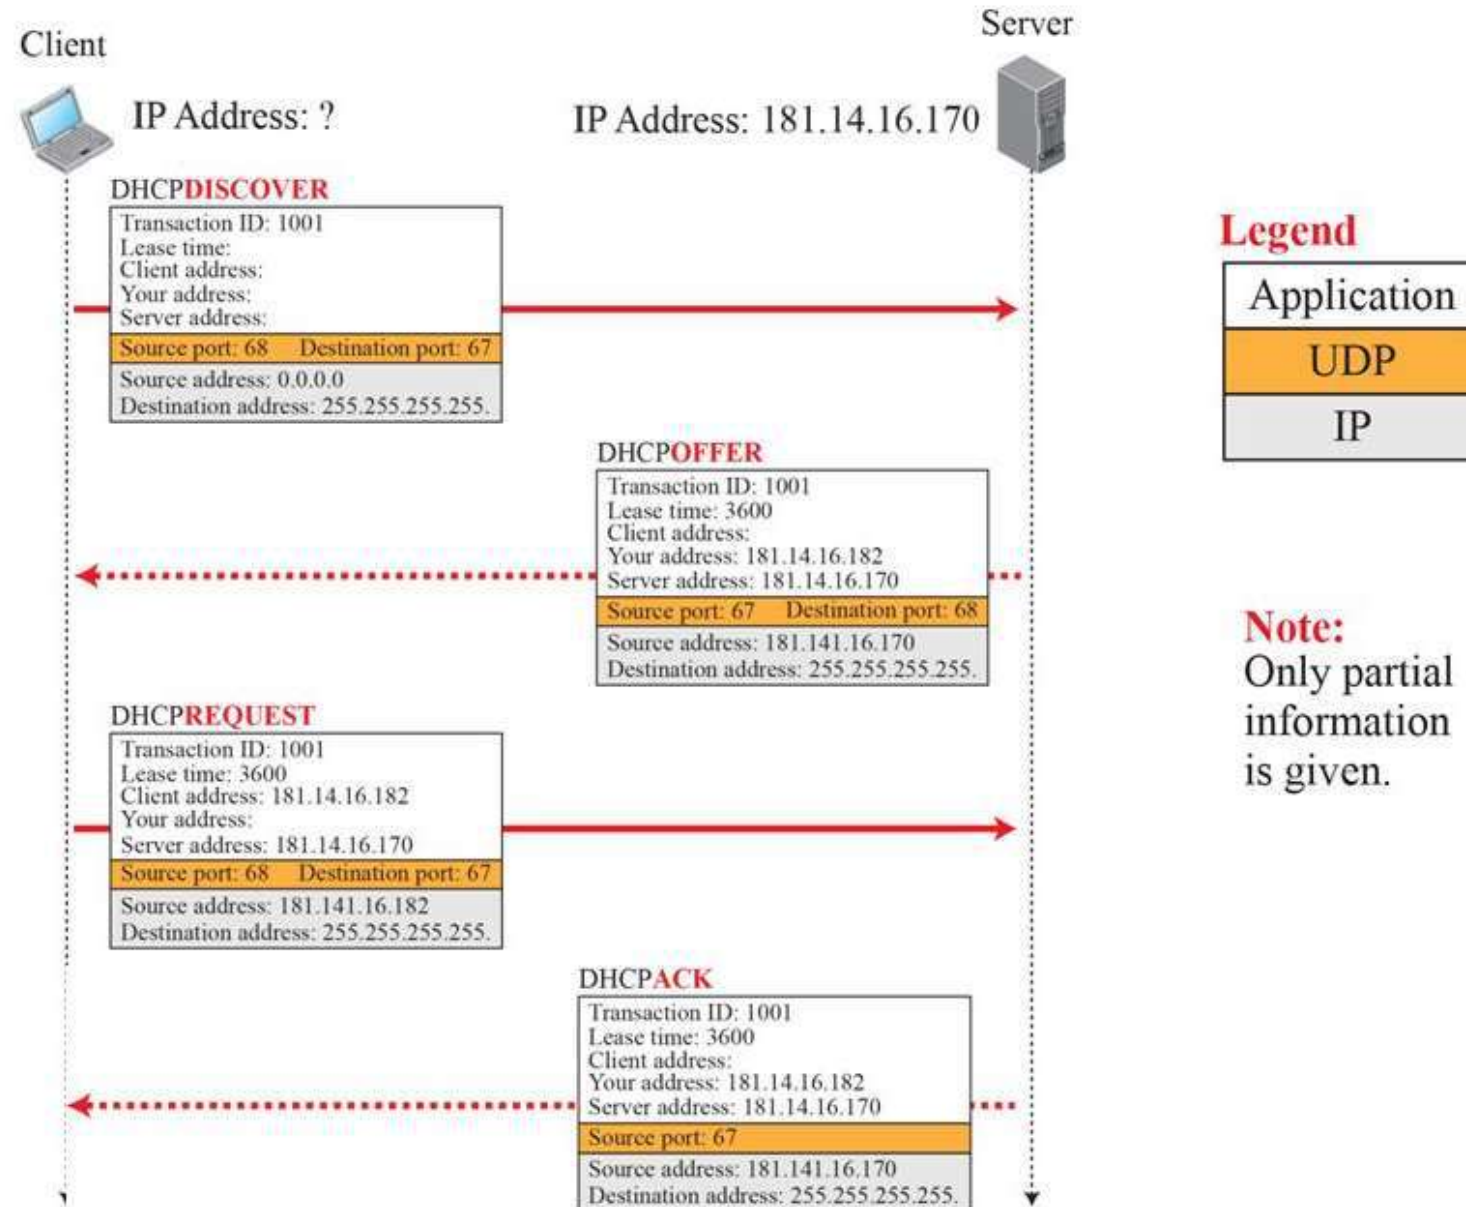 Client
Server
IP Address: ?
IP Address: 181.14.16.170
DHCPDISCOVER
Transaction ID: 1001
Lease time:
Client address:
Your address:
Server address:
Source port: 68 Destination port: 67
Source address: 0.0.0.0
Destination address: 255.255.255.255.
Legend
Application
UDP
IP
DHCPOFFER
Transaction ID: 1001
Lease time: 3600
Client address:
Your address: 181.14.16.182
Server address: 181.14.16.170
Source port: 67 Destination port: 68
Source address: 181.141.16.170
Destination address: 255.255.255.255.
Note:
Only partial
information
is given.
DHCPREQUEST
Transaction ID: 1001
Lease time: 3600
Client address: 181.14.16.182
Your address:
Server address: 181.14.16.170
Source port: 68 Destination port: 67
Source address: 181.141.16.182
Destination address: 255.255.255.255.
DHCPACK
Transaction ID: 1001
Lease time: 3600
Client address:
Your address: 181.14.16.182
Server address: 181.14.16.170
Source port: 67
Source address: 181.141.16.170
Destination address: 255.255.255.255.